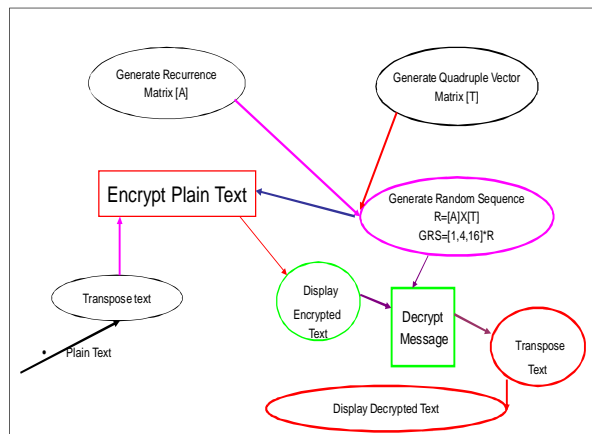 Generate Recurrence
Matrix [A]
Generate Quadruple Vector
Matrix [T]
Encrypt Plain Text
Generate Random Sequence
R=[A]X[T]
GRS=[1,4,16]*R
Transpose text
• Plain Text
Display
Encrypted
Text
Decrypt
Message
Transpose
Text
Display Decrypted Text